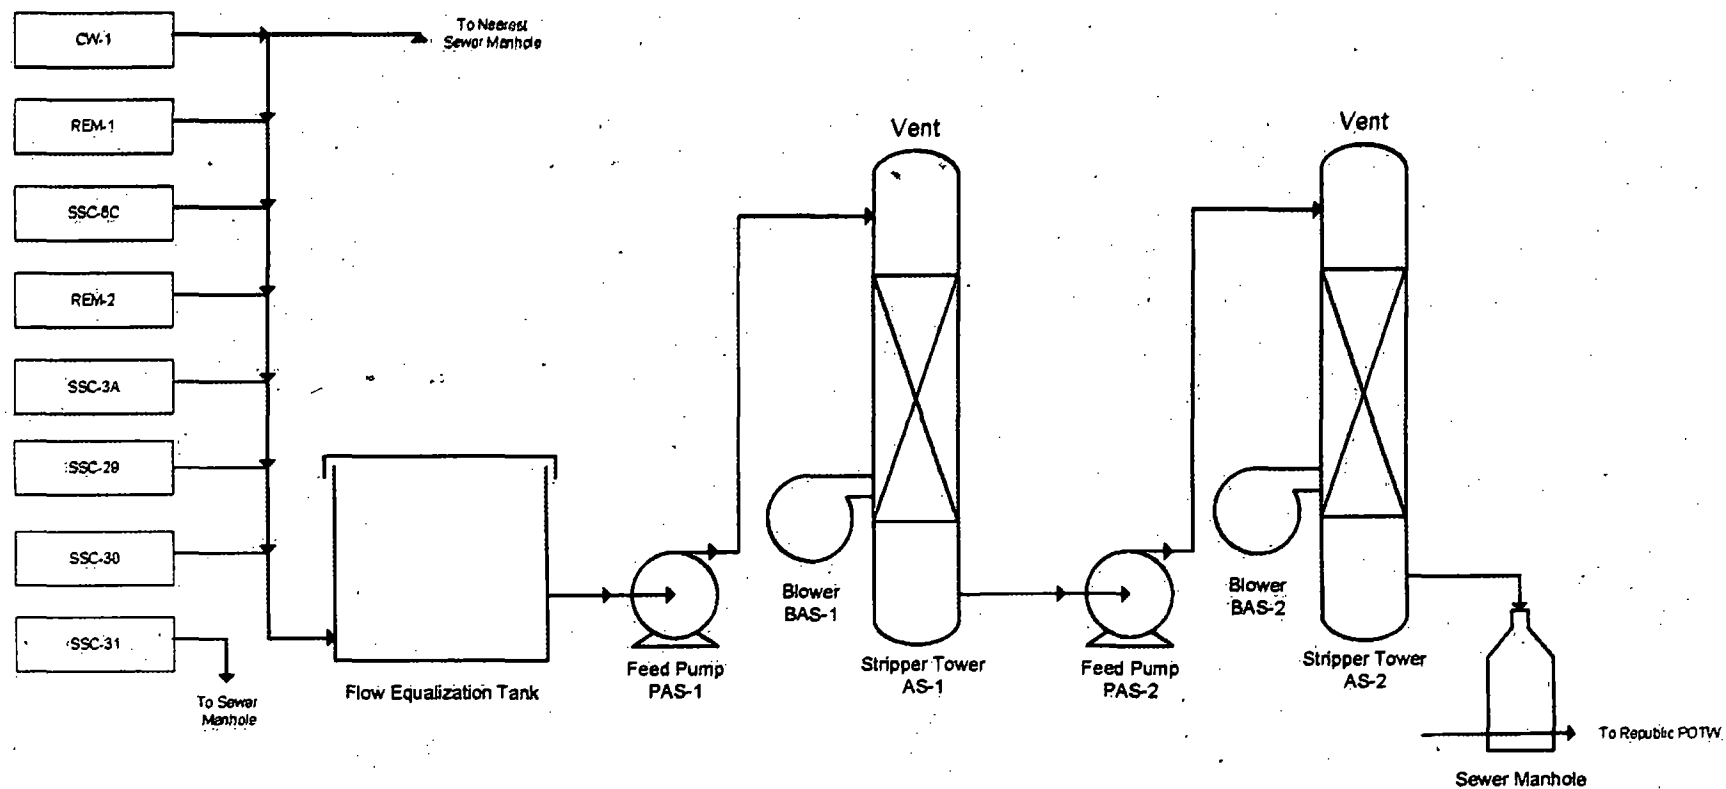 CW-1
To Nearest
Sewer Manhole
REM-1
SSC-8C
REM-2
SSC-3A
SSC-29
SSC-30
SSC-31
To Sewer
Manhole
Flow Equalization Tank
Feed Pump
PAS-1
Blower
BAS-1
Vent
Stripper Tower
AS-1
Feed Pump
PAS-2
Blower
BAS-2
Vent
Stripper Tower
AS-2
To Republic POTW
Sewer Manhole